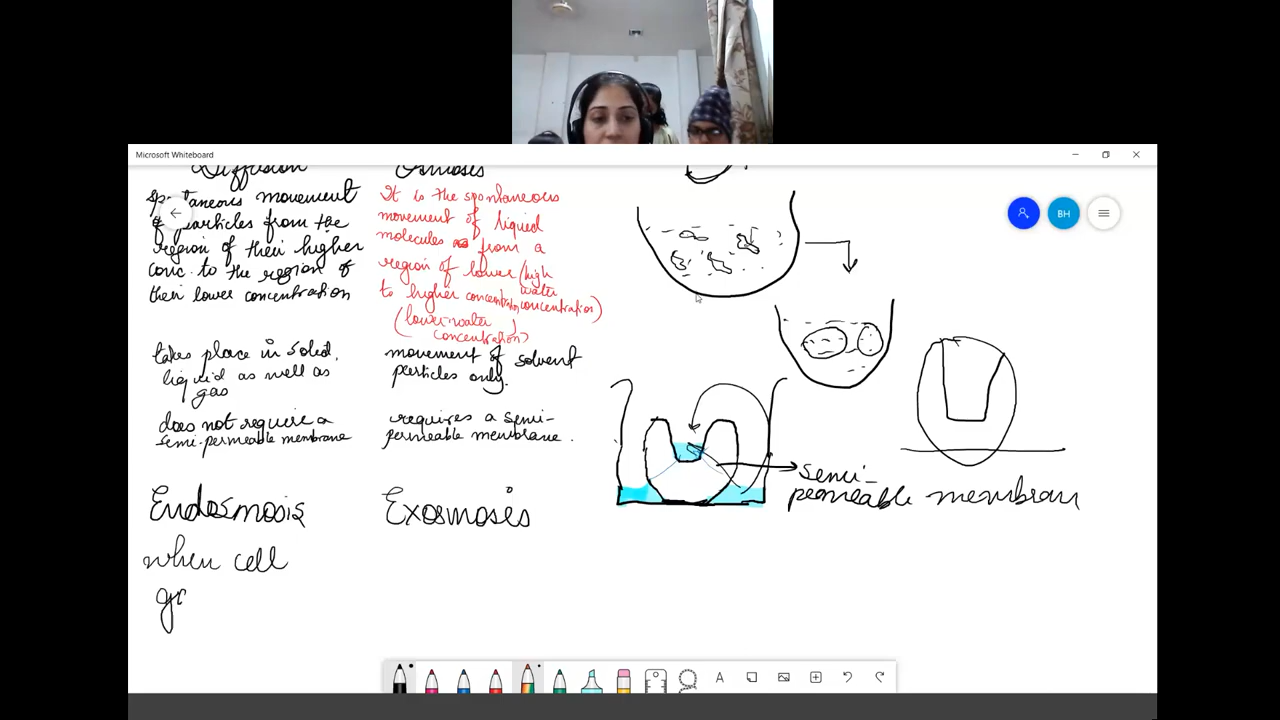 Microsoft Whiteboard
BH
Diffusion
spontaneous movement
of particles from the
region of their higher
conc. to the region of
their lower concentration
takes place in solid,
liquid as well as
gas
does not require a
semi-permeable membrane
Osmoses
It is the spontaneous
movement of liquid
molecules from a
region of lower (high
water
concentration)
to higher concentration
(lower water
concentration)
movement of solvent
particles only.
requires a semi-
permeable membrane.
semi-
permeable membran
Endosmosis
when cell
Exosmoses
A